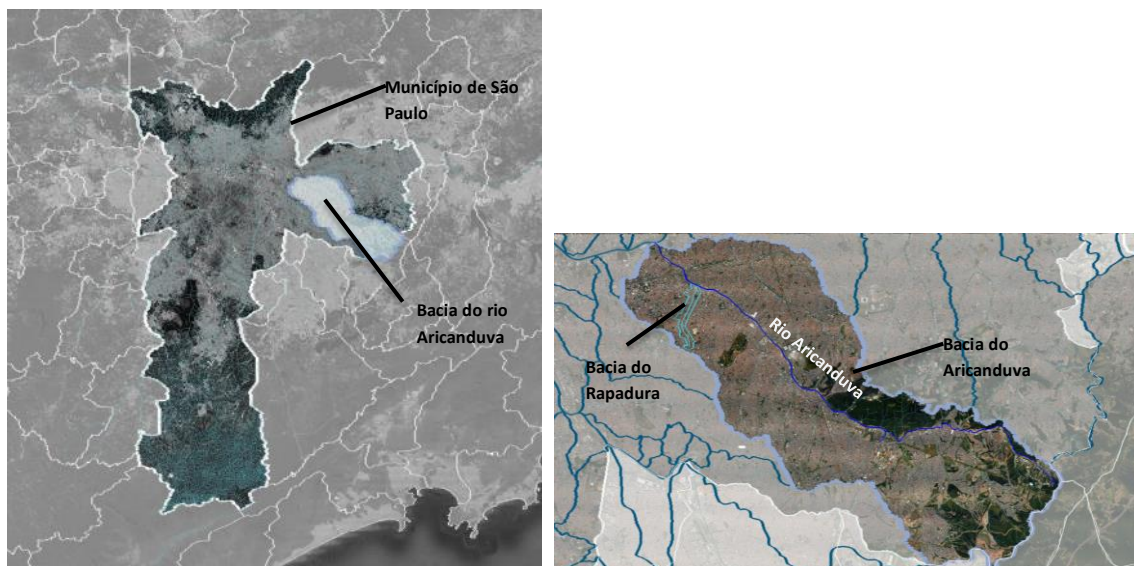 Município de São
Paulo
Bacia do rio
Aricanduva
Rio Aricanduva
Bacia do
Aricanduva
Bacia do
Rapadura